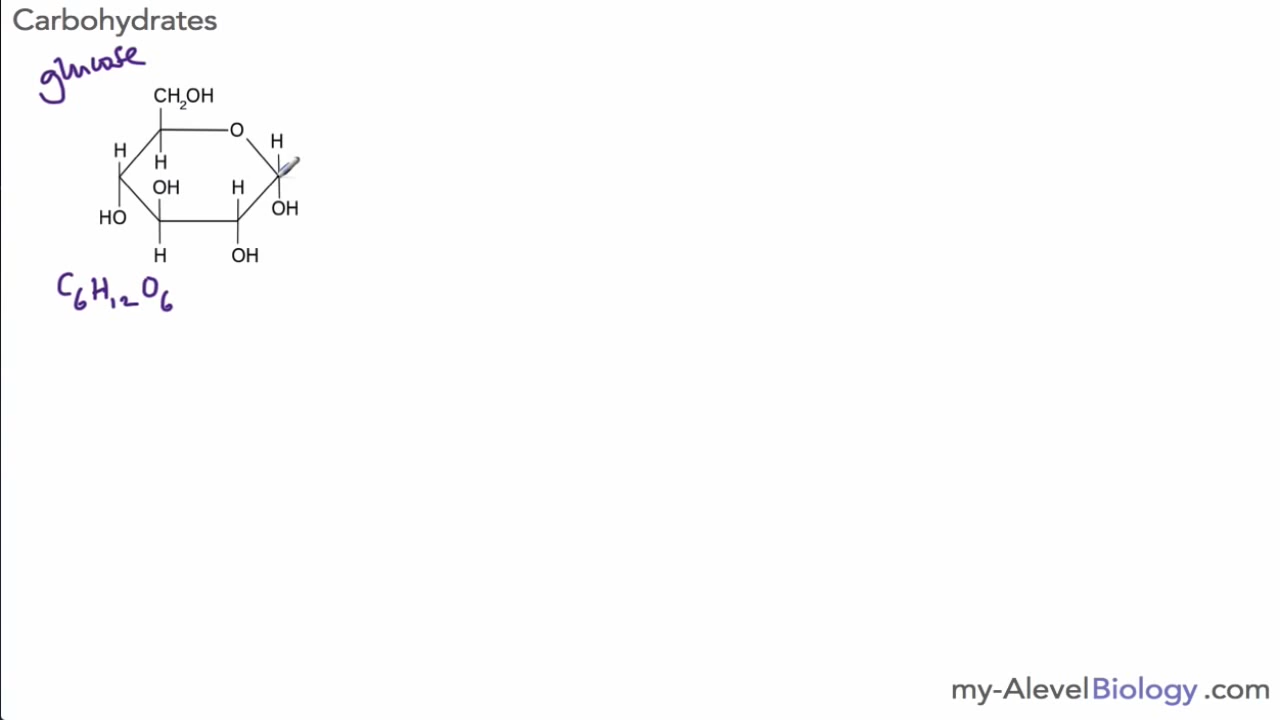 Carbohydrates
glucose
CH2OH
O
H
H
H
OH
H
HO
OH
H
OH
C6H12O6
my-AlevelBiology.com